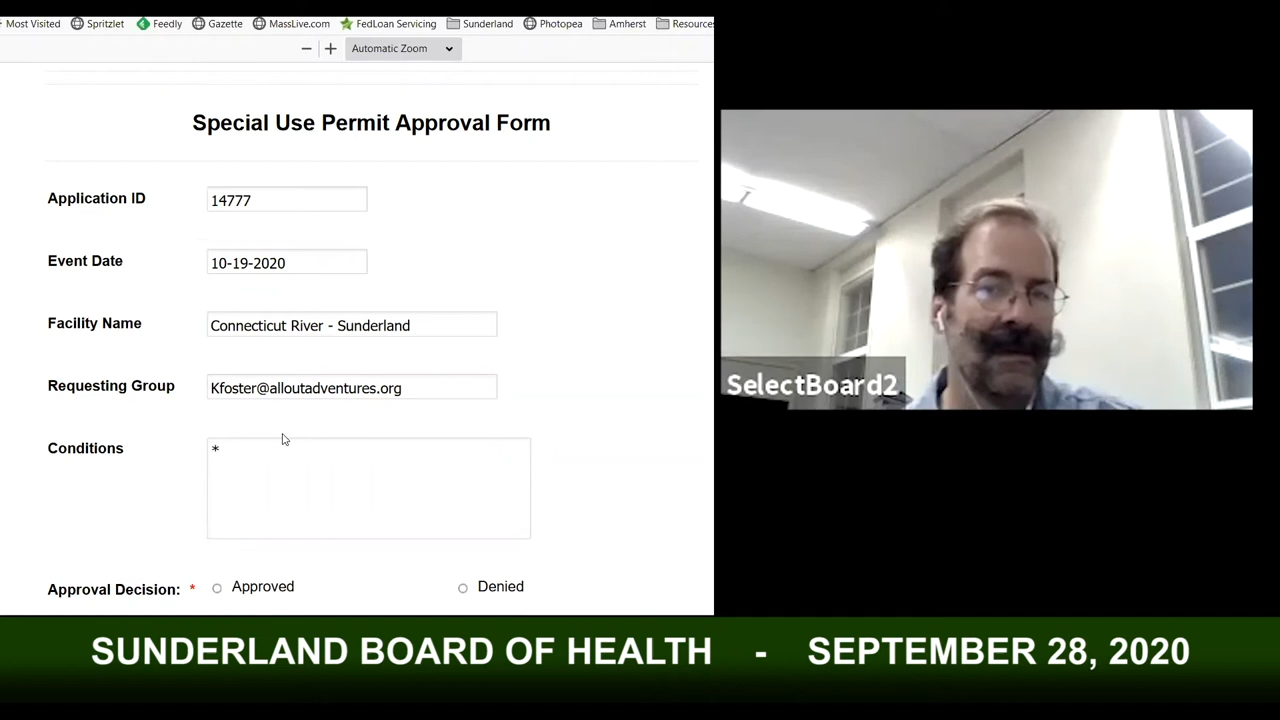 Most Visited Spritzlet Feedly Gazette MassLive.com FedLoan Servicing Sunderland Photopea Amherst Resources
− + Automatic Zoom
Special Use Permit Approval Form
Application ID 14777
Event Date 10-19-2020
Facility Name Connecticut River - Sunderland
Requesting Group Kfoster@alloutadventures.org
SelectBoard2
Conditions *
Approval Decision: * Approved Denied
SUNDERLAND BOARD OF HEALTH - SEPTEMBER 28, 2020